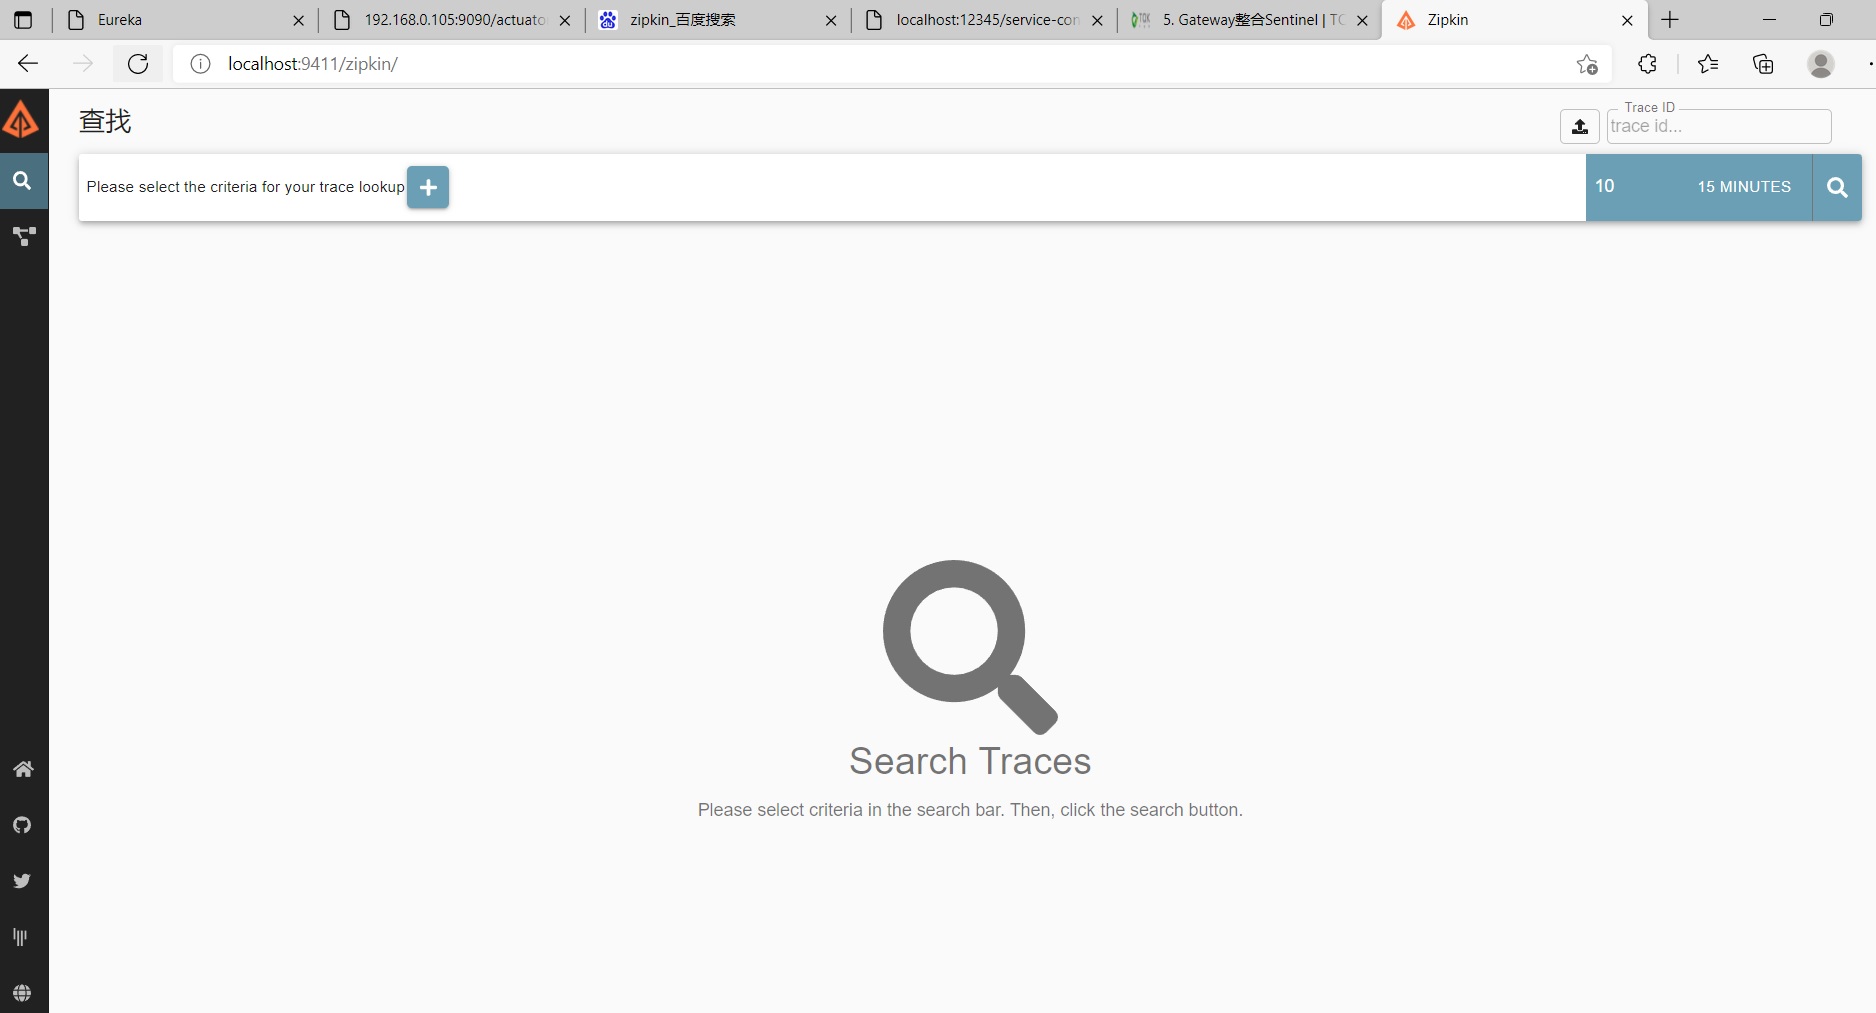 Eureka
192.168.0.105:9090/actuato
zipkin_百度搜索
localhost:12345/service-con
5. Gateway整合Sentinel | TC
Zipkin
localhost:9411/zipkin/
查找
Trace ID
trace id...
Please select the criteria for your trace lookup
10
15 MINUTES
Search Traces
Please select criteria in the search bar. Then, click the search button.